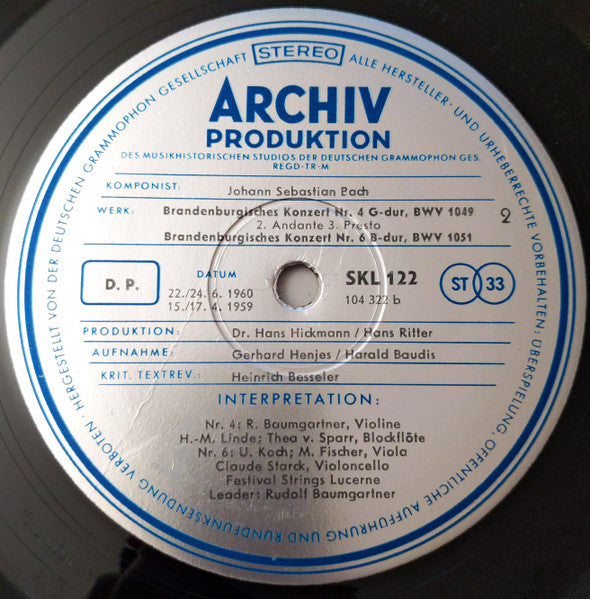 HERGESTELLT VON DER DEUTSCHEN GRAMMOPHON GESELLSCHAFT STEREO ALLE HERSTELLER- UND URHEBERRECHTE VORBEHALTEN: ÜBERSPIELUNG, ÖFFENTLICHE AUFFÜHRUNG UND RUNDFUNKSENDUNG VERBOTEN ·
ARCHIV
PRODUKTION
DES MUSIKHISTORISCHEN STUDIOS DER DEUTSCHEN GRAMMOPHON GES.
REGD-TR-M
KOMPONIST: Johann Sebastian Bach
WERK: Brandenburgisches Konzert Nr. 4 G-dur, BWV 1049 2
2. Andante 3. Presto
Brandenburgisches Konzert Nr. 6 B-dur, BWV 1051
D. P. DATUM SKL 122 ST 33
22./24. 6. 1960 104 322 b
15./17. 4. 1959
PRODUKTION: Dr. Hans Hickmann / Hans Ritter
AUFNAHME: Gerhard Henjes / Harald Baudis
KRIT. TEXTREV.: Heinrich Besseler
INTERPRETATION:
Nr. 4: R. Baumgartner, Violine
H.-M. Linde; Thea v. Sparr, Blockflöte
Nr. 6: U. Koch; M. Fischer, Viola
Claude Starck, Violoncello
Festival Strings Lucerne
Leader: Rudolf Baumgartner